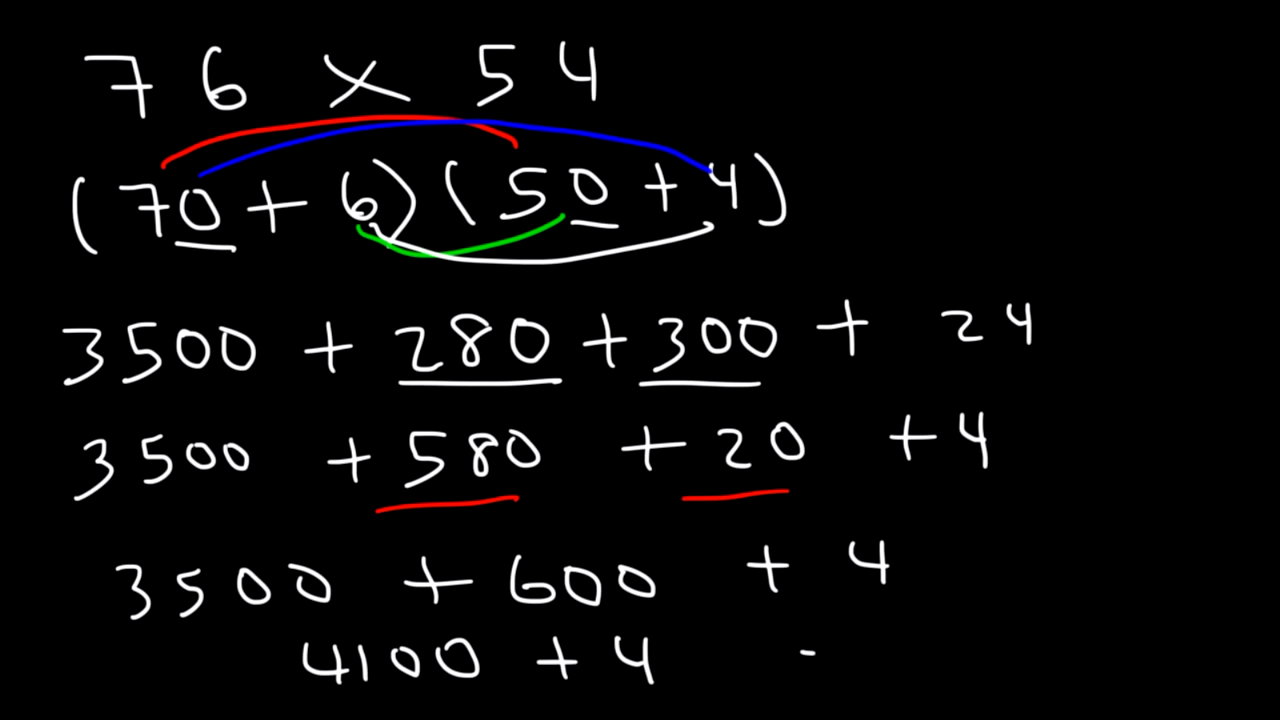 76 × 54
(70 + 6)(50 + 4)
3500 + 280 + 300 + 24
3500 + 580 + 20 + 4
3500 + 600 + 4
4100 + 4 -